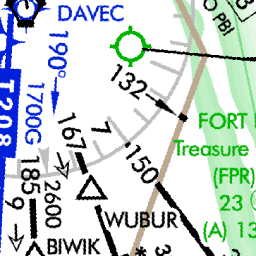 DAVEC
O PBI
190°
T208
1700G
132
167
7
150
185
9
2600
FORT
Treasure
(FPR)
23
(A) 13
WUBUR
BIWIK
*
3